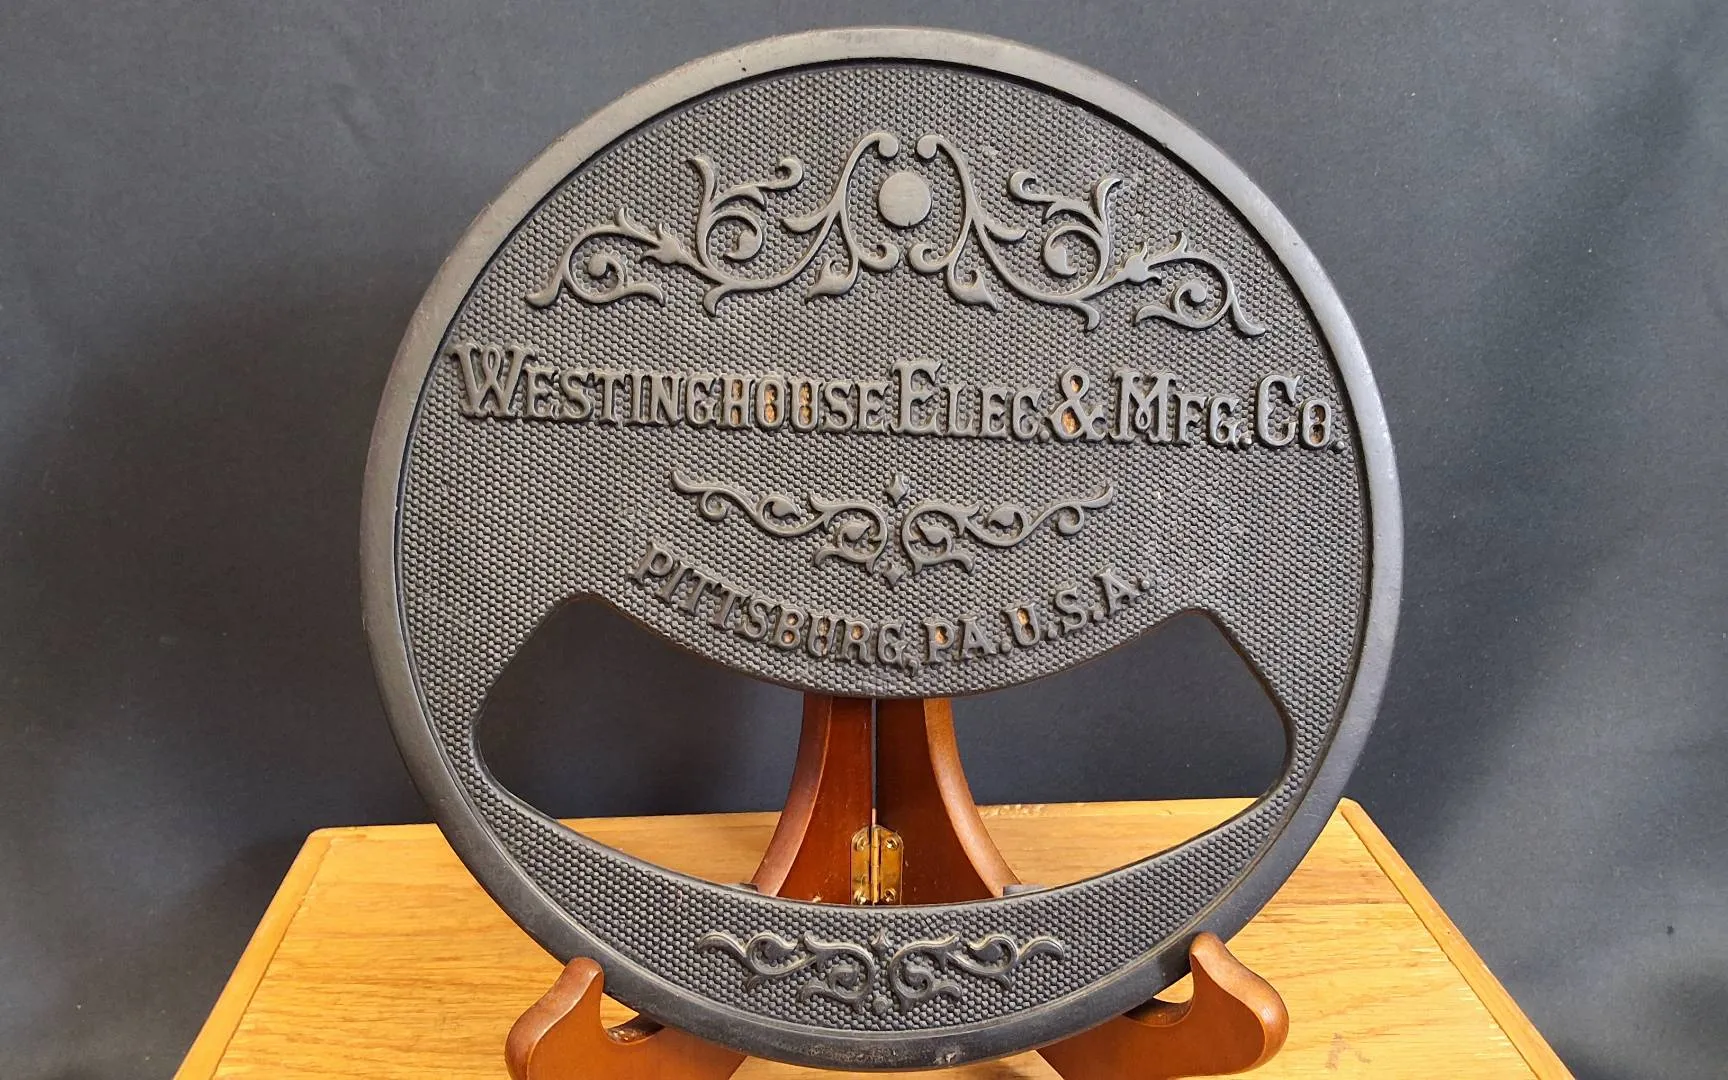 WESTINGHOUSE ELEC. & MFG. CO.
PITTSBURG, PA. U.S.A.